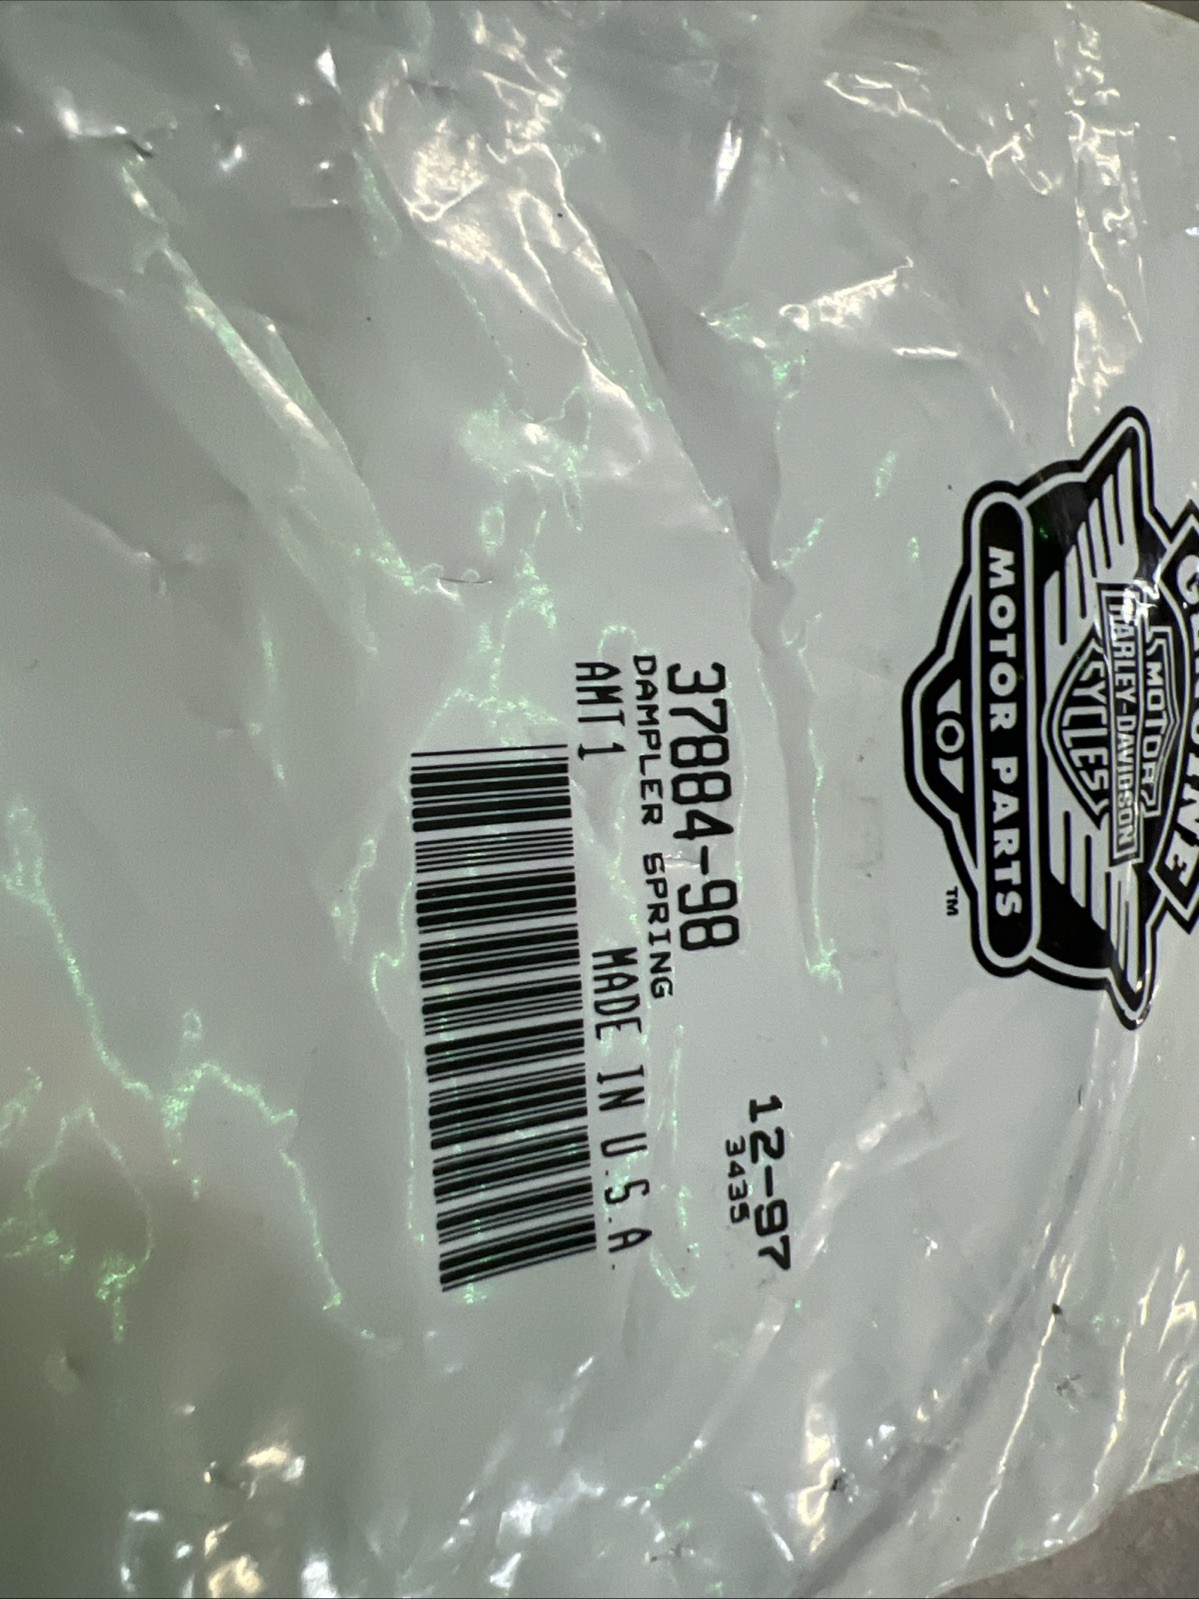 GENUINE
MOTOR
HARLEY-DAVIDSON
CYCLES
MOTOR PARTS
TM
12-97
3435
37884-98
DAMPLER SPRING
AMT 1 MADE IN U.S.A.